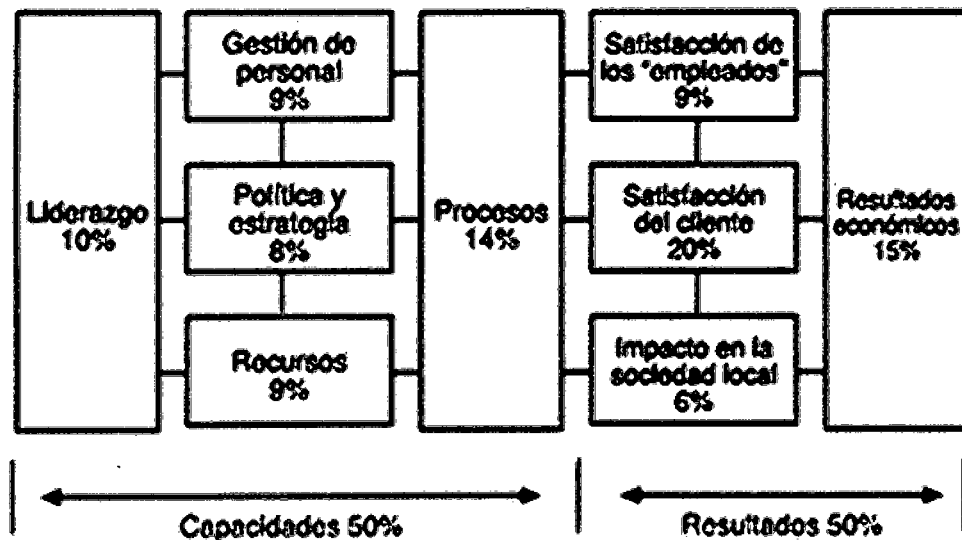 Gestión de
personal
9%
Satisfacción de
los "empleados"
9%
Liderazgo
10%
Política y
estrategia
8%
Procesos
14%
Satisfacción
del cliente
20%
Resultados
económicos
15%
Recursos
9%
Impacto en la
sociedad local
6%
Capacidades 50%
Resultados 50%